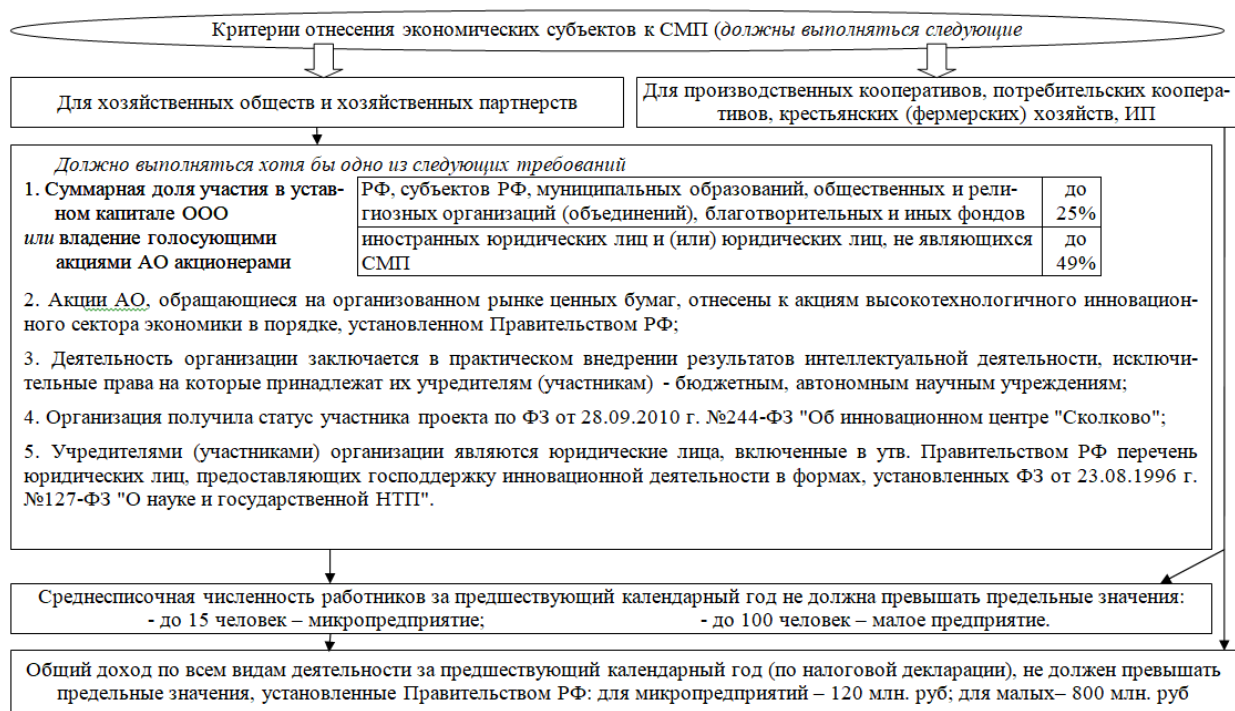 Критерии отнесения экономических субъектов к СМП (должны выполняться следующие
Для хозяйственных обществ и хозяйственных партнерств
Для производственных кооперативов, потребительских коопера-
тивов, крестьянских (фермерских) хозяйств, ИП
Должно выполняться хотя бы одно из следующих требований
1. Суммарная доля участия в устав-
ном капитале ООО
или владение голосующими
акциями АО акционерами
РФ, субъектов РФ, муниципальных образований, общественных и рели-
гиозных организаций (объединений), благотворительных и иных фондов
до
25%
иностранных юридических лиц и (или) юридических лиц, не являющихся
СМП
до
49%
2. Акции АО, обращающиеся на организованном рынке ценных бумаг, отнесены к акциям высокотехнологичного инновацион-
ного сектора экономики в порядке, установленном Правительством РФ;
3. Деятельность организации заключается в практическом внедрении результатов интеллектуальной деятельности, исключи-
тельные права на которые принадлежат их учредителям (участникам) - бюджетным, автономным научным учреждениям;
4. Организация получила статус участника проекта по ФЗ от 28.09.2010 г. №244-ФЗ "Об инновационном центре "Сколково";
5. Учредителями (участниками) организации являются юридические лица, включенные в утв. Правительством РФ перечень
юридических лиц, предоставляющих господдержку инновационной деятельности в формах, установленных ФЗ от 23.08.1996 г.
№127-ФЗ "О науке и государственной НТП".
Среднесписочная численность работников за предшествующий календарный год не должна превышать предельные значения:
- до 15 человек – микропредприятие; - до 100 человек – малое предприятие.
Общий доход по всем видам деятельности за предшествующий календарный год (по налоговой декларации), не должен превышать
предельные значения, установленные Правительством РФ: для микропредприятий – 120 млн. руб; для малых– 800 млн. руб